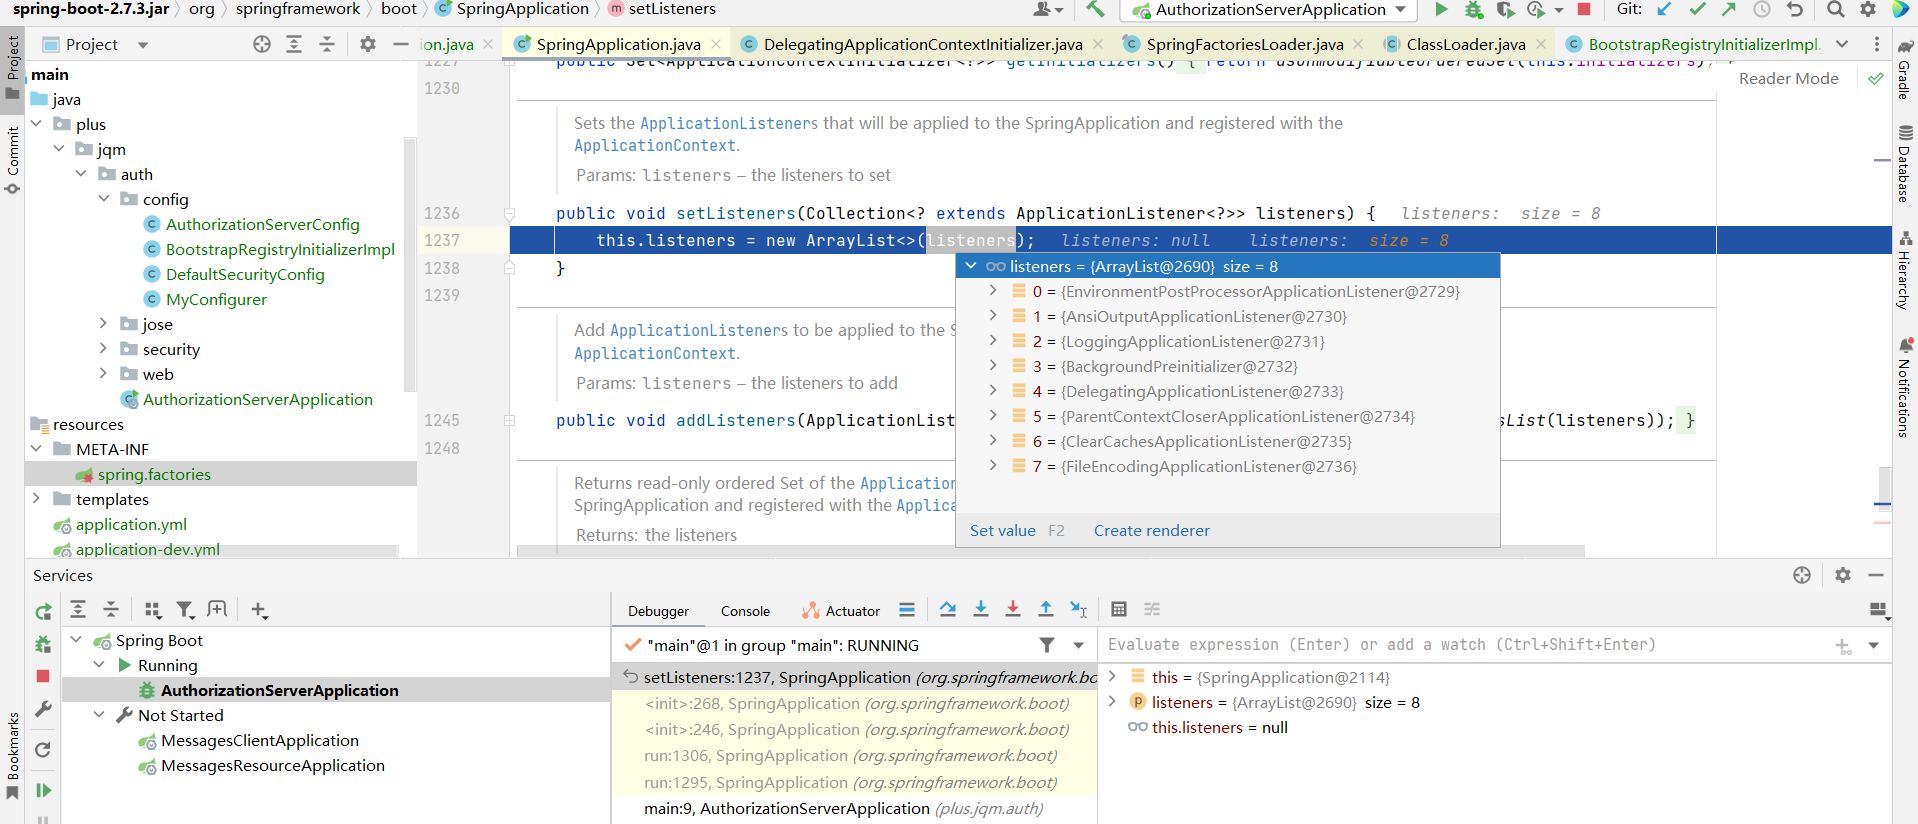 spring-boot-2.7.3.jar org springframework boot SpringApplication setListeners
AuthorizationServerApplication Git:
Project
ion.java SpringApplication.java DelegatingApplicationContextInitializer.java SpringFactoriesLoader.java ClassLoader.java BootstrapRegistryInitializerImpl.
Project
Commit
Bookmarks
main
java
plus
jqm
auth
config
AuthorizationServerConfig
BootstrapRegistryInitializerImpl
DefaultSecurityConfig
MyConfigurer
jose
security
web
AuthorizationServerApplication
resources
META-INF
spring.factories
templates
application.yml
application-dev.yml
1227 public Set<ApplicationContextInitializer<?>> getInitializers() { return asUnmodifiableOrderedSet(this.initializers);
1230
Reader Mode
Sets the ApplicationListeners that will be applied to the SpringApplication and registered with the
ApplicationContext.
Params: listeners – the listeners to set
1236 public void setListeners(Collection<? extends ApplicationListener<?>> listeners) { listeners: size = 8
1237 this.listeners = new ArrayList<>(listeners); listeners: null listeners: size = 8
1238 }
1239
listeners = {ArrayList@2690} size = 8
0 = {EnvironmentPostProcessorApplicationListener@2729}
1 = {AnsiOutputApplicationListener@2730}
2 = {LoggingApplicationListener@2731}
3 = {BackgroundPreinitializer@2732}
4 = {DelegatingApplicationListener@2733}
5 = {ParentContextCloserApplicationListener@2734}
6 = {ClearCachesApplicationListener@2735}
7 = {FileEncodingApplicationListener@2736}
Set value F2 Create renderer
Add ApplicationListeners to be applied to the S
ApplicationContext.
Params: listeners – the listeners to add
1245 public void addListeners(ApplicationList sList(listeners)); }
1248
Returns read-only ordered Set of the Application
SpringApplication and registered with the Applica
Returns: the listeners
Gradle
Database
Hierarchy
Notifications
Services
Spring Boot
Running
AuthorizationServerApplication
Not Started
MessagesClientApplication
MessagesResourceApplication
Debugger Console Actuator
"main"@1 in group "main": RUNNING
setListeners:1237, SpringApplication (org.springframework.bo
<init>:268, SpringApplication (org.springframework.boot)
<init>:246, SpringApplication (org.springframework.boot)
run:1306, SpringApplication (org.springframework.boot)
run:1295, SpringApplication (org.springframework.boot)
main:9, AuthorizationServerApplication (plus.jqm.auth)
Evaluate expression (Enter) or add a watch (Ctrl+Shift+Enter)
this = {SpringApplication@2114}
listeners = {ArrayList@2690} size = 8
this.listeners = null